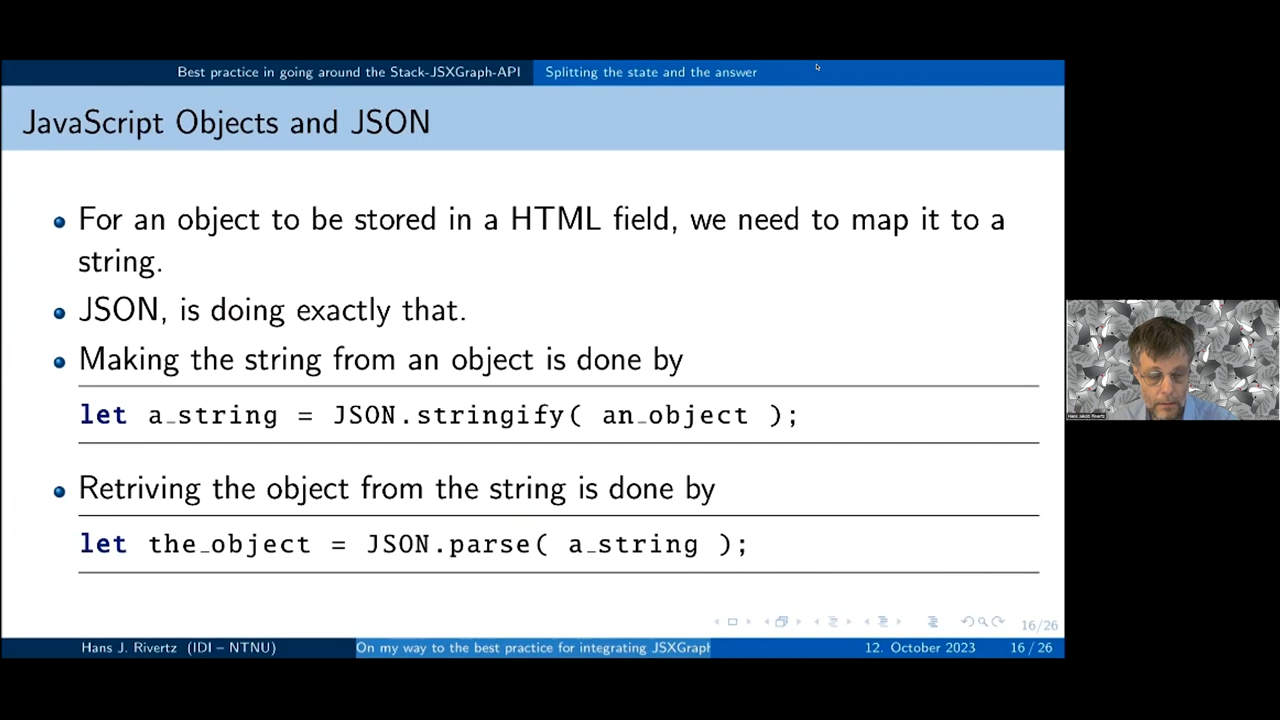 Best practice in going around the Stack-JSXGraph-API
Splitting the state and the answer
JavaScript Objects and JSON
For an object to be stored in a HTML field, we need to map it to a
string.
JSON, is doing exactly that.
Making the string from an object is done by
let a_string = JSON.stringify( an_object );
Retriving the object from the string is done by
let the_object = JSON.parse( a_string );
16/26
Hans J. Rivertz (IDI – NTNU)
On my way to the best practice for integrating JSXGraph
12. October 2023
16 / 26
Hans Jakob Rivertz